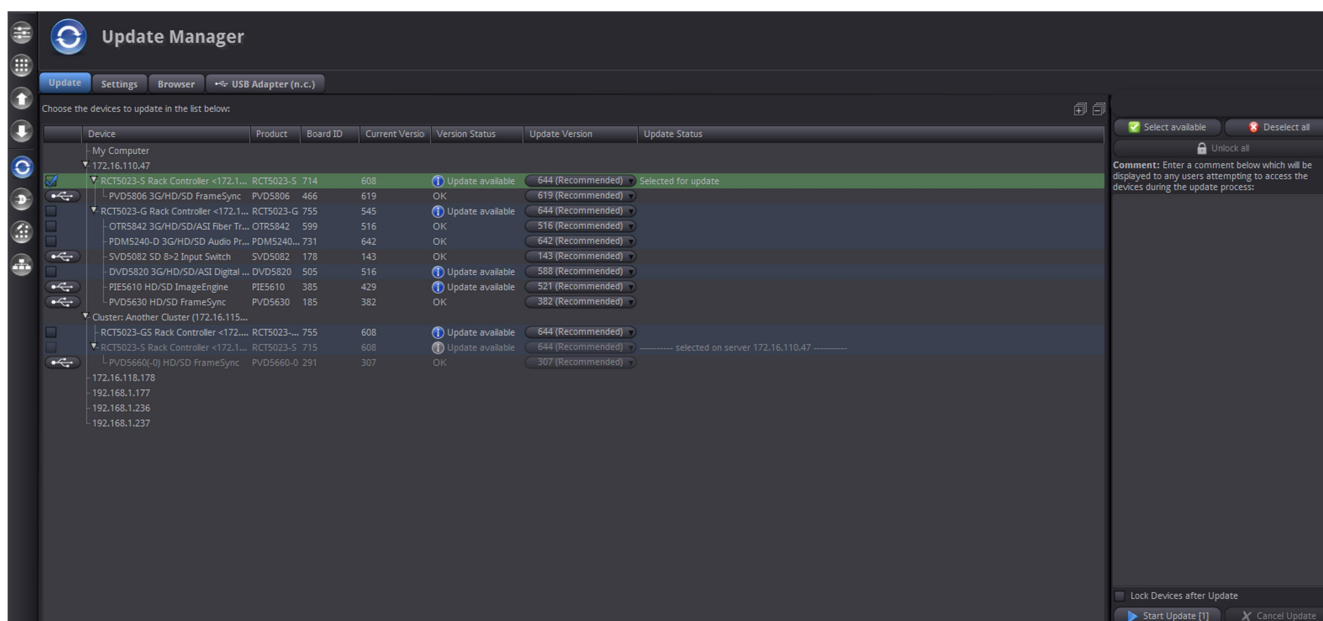 Update Manager
Update Settings Browser USB Adapter (n.c.)
Choose the devices to update in the list below:
Device Product Board ID Current Versio Version Status Update Version Update Status
My Computer
172.16.110.47
RCT5023-S Rack Controller <172.1... RCT5023-S 714 608 Update available 644 (Recommended) Selected for update
PVD5806 3G/HD/SD FrameSync PVD5806 466 619 OK 619 (Recommended)
RCT5023-G Rack Controller <172.1... RCT5023-G 755 545 Update available 644 (Recommended)
OTR5842 3G/HD/SD/ASI Fiber Tr... OTR5842 599 516 OK 516 (Recommended)
PDM5240-D 3G/HD/SD Audio Pr... PDM5240... 731 642 OK 642 (Recommended)
SVD5082 SD 8>2 Input Switch SVD5082 178 143 OK 143 (Recommended)
DVD5820 3G/HD/SD/ASI Digital ... DVD5820 505 516 Update available 588 (Recommended)
PIE5610 HD/SD ImageEngine PIE5610 385 429 Update available 521 (Recommended)
PVD5630 HD/SD FrameSync PVD5630 185 382 OK 382 (Recommended)
Cluster: Another Cluster (172.16.115...
RCT5023-GS Rack Controller <172.... RCT5023-... 755 608 Update available 644 (Recommended)
RCT5023-S Rack Controller <172.1... RCT5023-S 715 608 Update available 644 (Recommended) ---------- selected on server 172.16.110.47 ----------
PVD5660(-0) HD/SD FrameSync PVD5660-0 291 307 OK 307 (Recommended)
172.16.118.178
192.168.1.177
192.168.1.236
192.168.1.237
Select available Deselect all
Unlock all
Comment: Enter a comment below which will be
displayed to any users attempting to access the
devices during the update process:
Lock Devices after Update
Start Update [1] Cancel Update